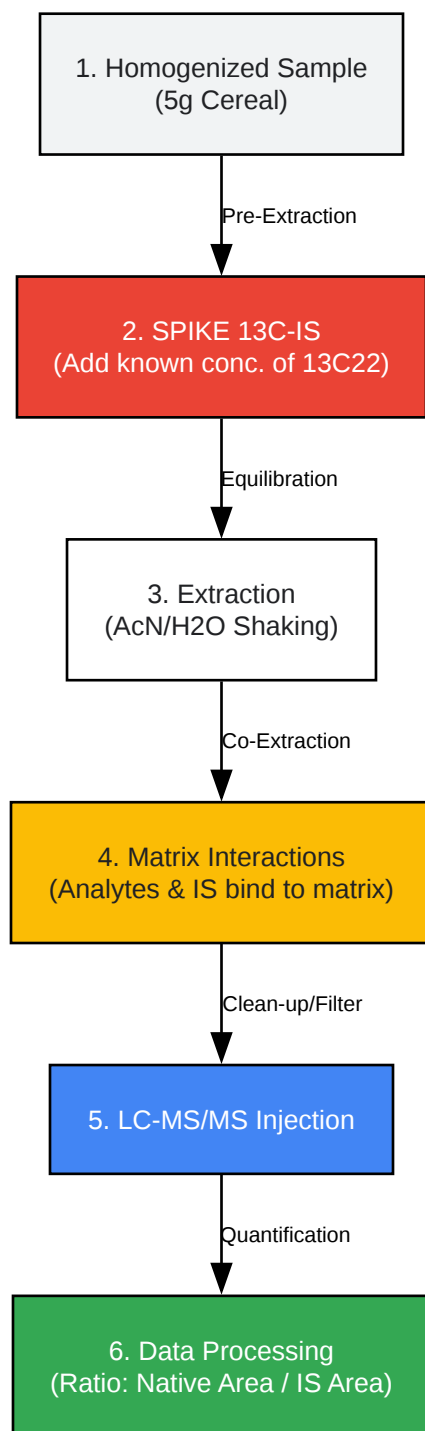 1. Homogenized Sample
(5g Cereal)
Pre-Extraction
2. SPIKE 13C-IS
(Add known conc. of 13C22)
Equilibration
3. Extraction
(AcN/H2O Shaking)
Co-Extraction
4. Matrix Interactions
(Analytes & IS bind to matrix)
Clean-up/Filter
5. LC-MS/MS Injection
Quantification
6. Data Processing
(Ratio: Native Area / IS Area)